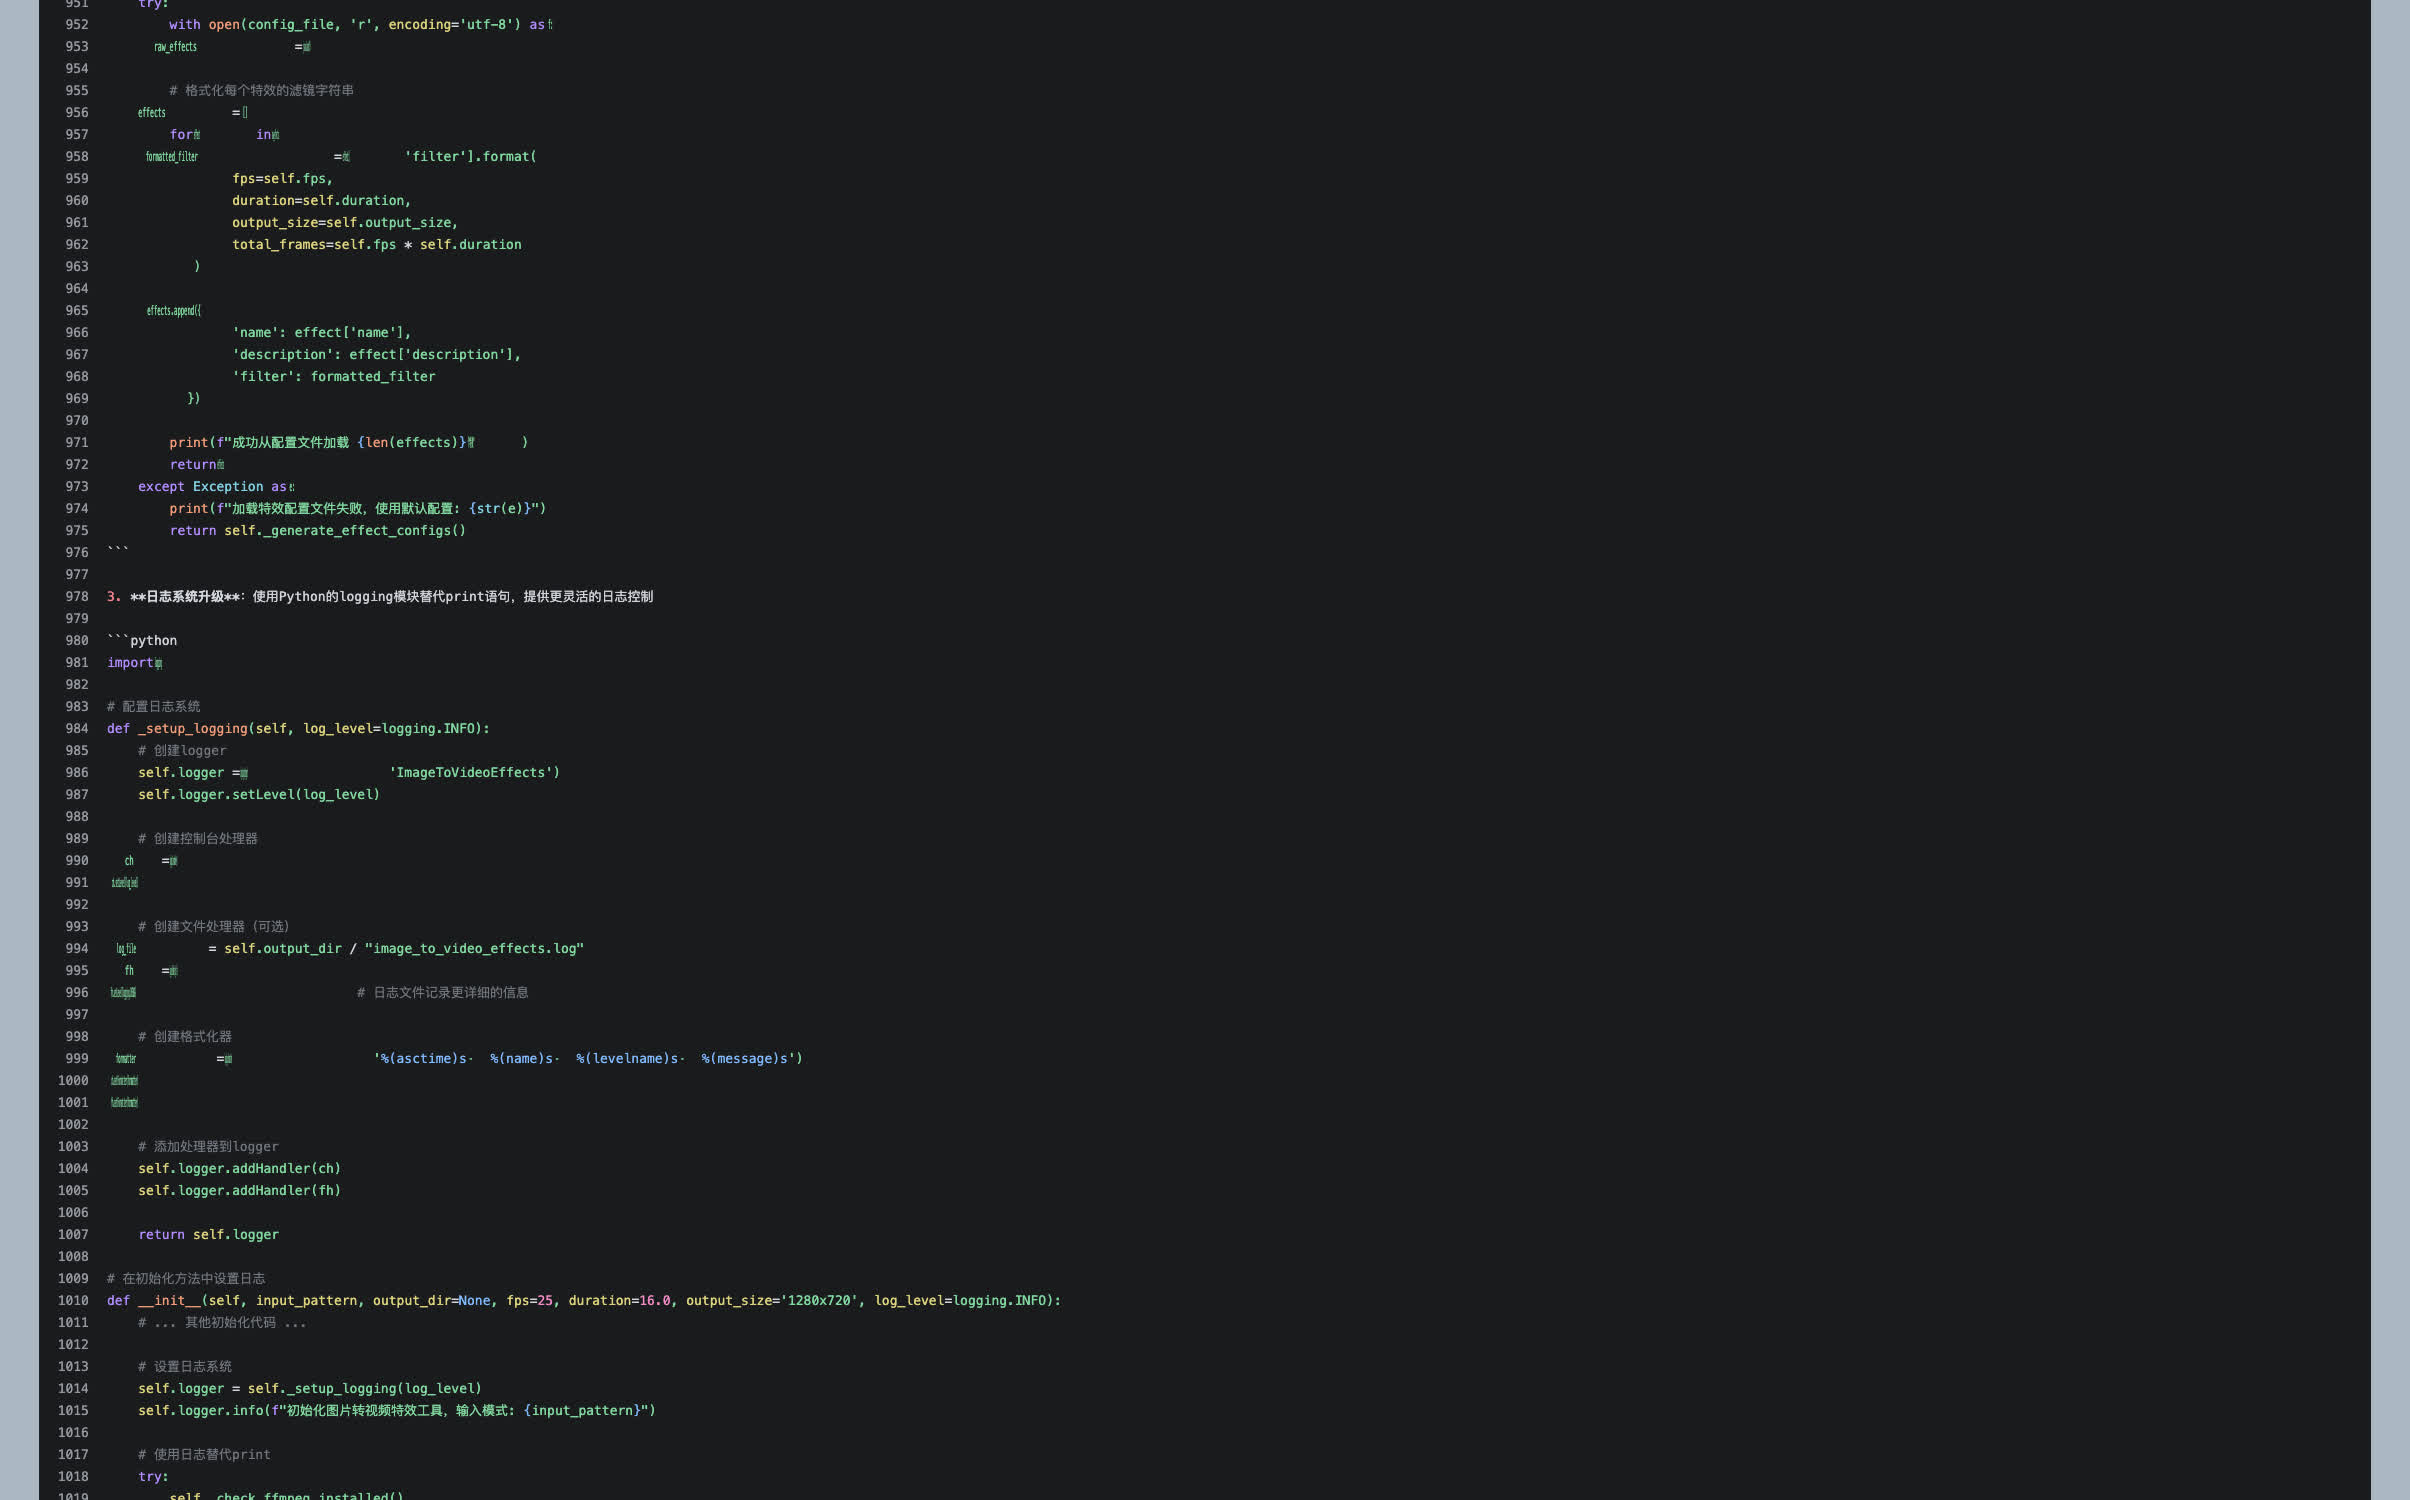 951 try:
952 with open(config_file, 'r', encoding='utf-8') as
953 raw_effects =
954
955 # 格式化每个特效的滤镜字符串
956 effects = []
957 for in
958 formatted_filter = 'filter'].format(
959 fps=self.fps,
960 duration=self.duration,
961 output_size=self.output_size,
962 total_frames=self.fps * self.duration
963 )
964
965 effects.append({
966 'name': effect['name'],
967 'description': effect['description'],
968 'filter': formatted_filter
969 })
970
971 print(f"成功从配置文件加载 {len(effects)} )
972 return
973 except Exception as
974 print(f"加载特效配置文件失败，使用默认配置: {str(e)}")
975 return self._generate_effect_configs()
976 ```
977
978 3. **日志系统升级**：使用Python的logging模块替代print语句，提供更灵活的日志控制
979
980 ```python
981 import
982
983 # 配置日志系统
984 def _setup_logging(self, log_level=logging.INFO):
985 # 创建logger
986 self.logger = 'ImageToVideoEffects')
987 self.logger.setLevel(log_level)
988
989 # 创建控制台处理器
990 ch =
991
992
993 # 创建文件处理器（可选）
994 log_file = self.output_dir / "image_to_video_effects.log"
995 fh =
996 # 日志文件记录更详细的信息
997
998 # 创建格式化器
999 formatter = '%(asctime)s- %(name)s- %(levelname)s- %(message)s')
1000
1001
1002
1003 # 添加处理器到logger
1004 self.logger.addHandler(ch)
1005 self.logger.addHandler(fh)
1006
1007 return self.logger
1008
1009 # 在初始化方法中设置日志
1010 def __init__(self, input_pattern, output_dir=None, fps=25, duration=16.0, output_size='1280x720', log_level=logging.INFO):
1011 # ... 其他初始化代码 ...
1012
1013 # 设置日志系统
1014 self.logger = self._setup_logging(log_level)
1015 self.logger.info(f"初始化图片转视频特效工具，输入模式: {input_pattern}")
1016
1017 # 使用日志替代print
1018 try:
1019 self._check_ffmpeg_installed()